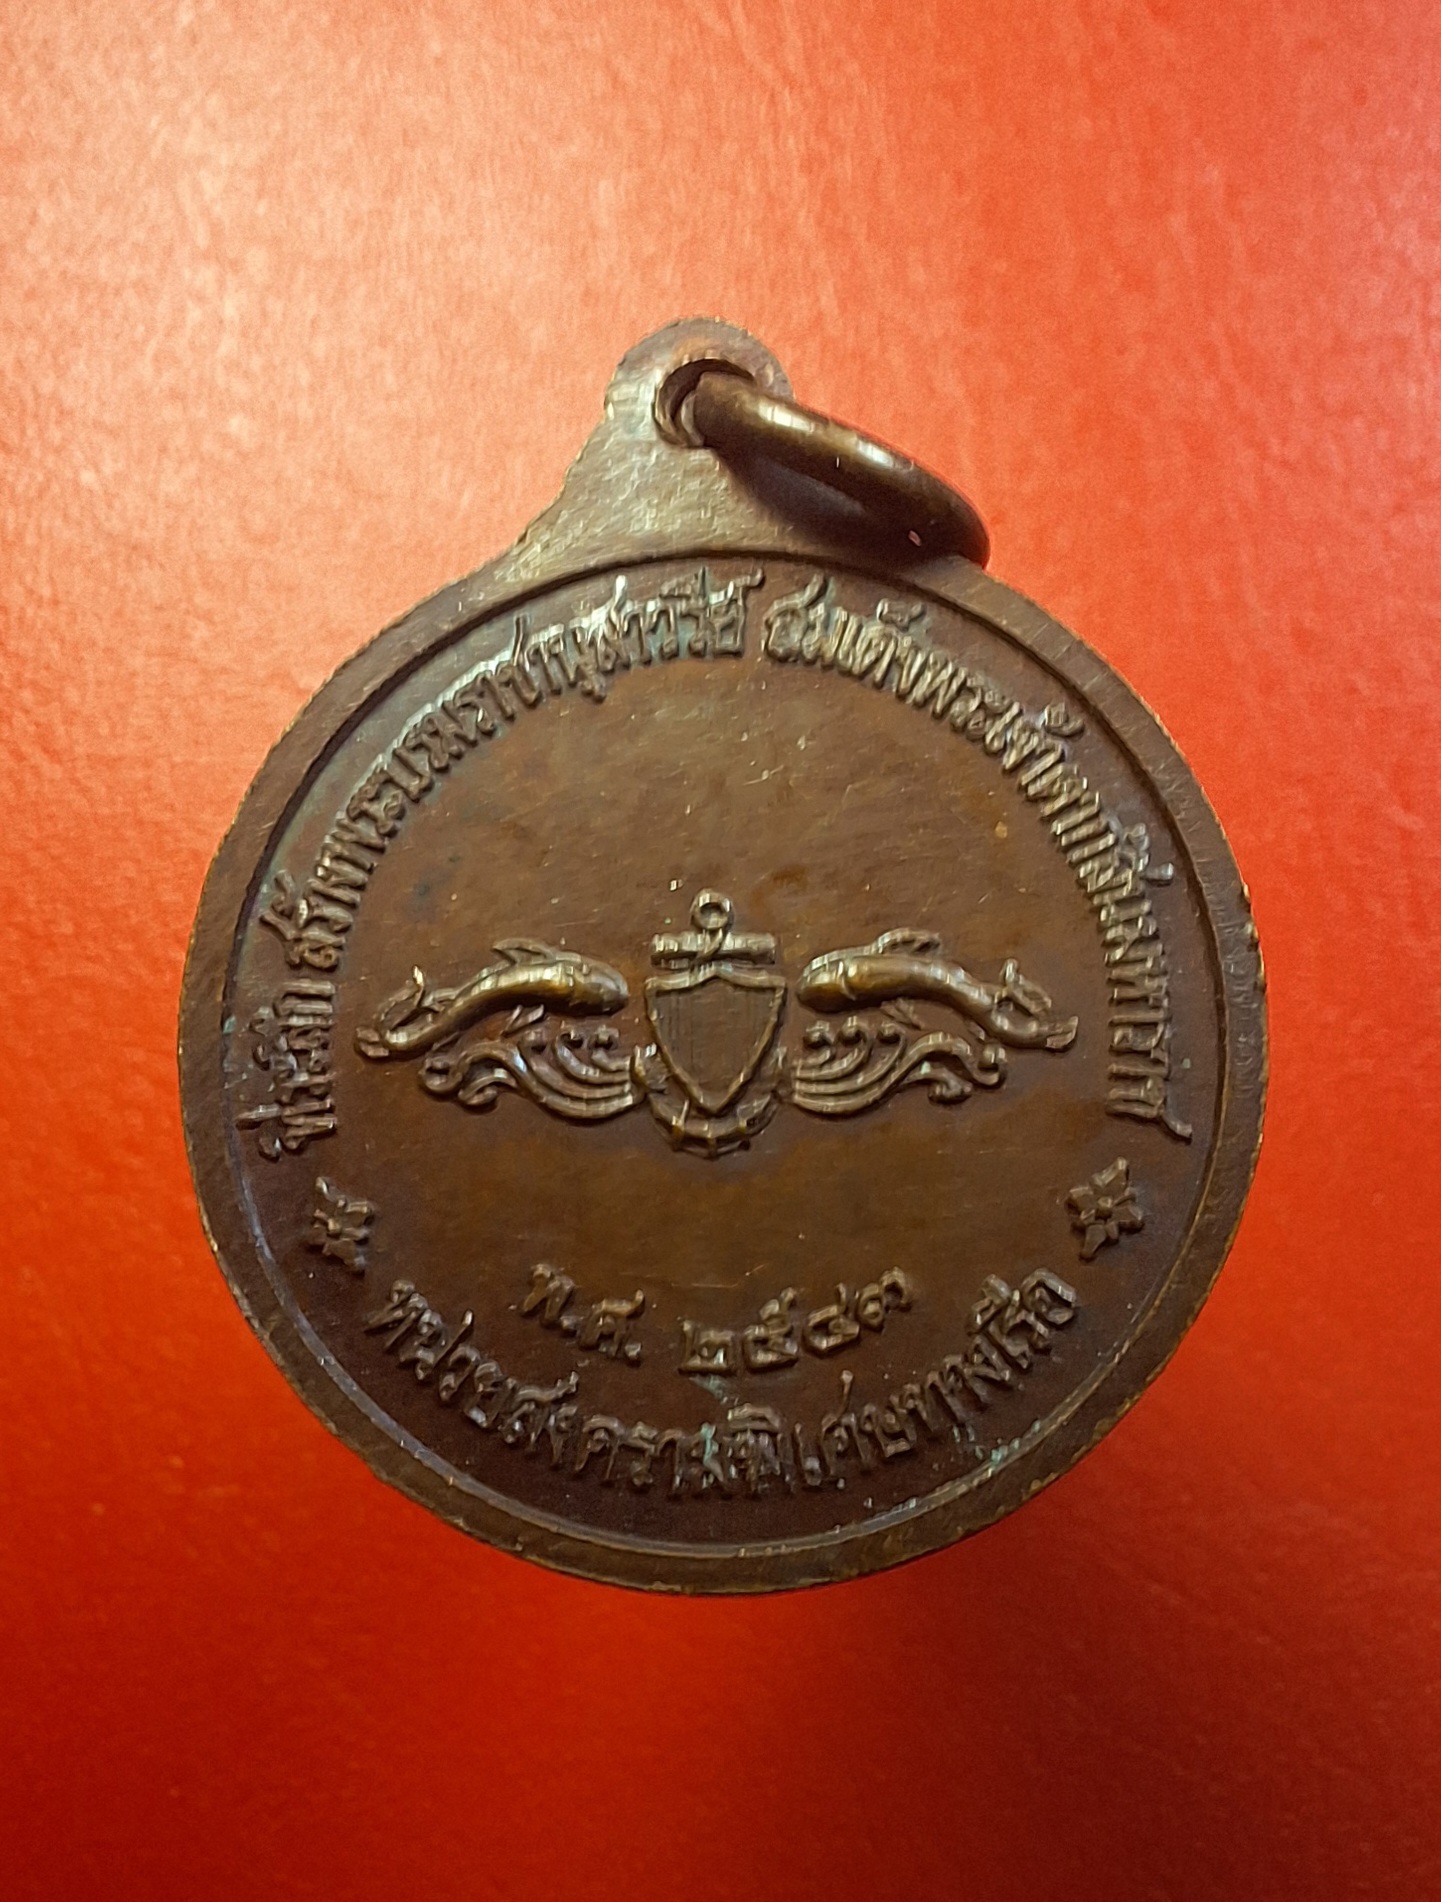 ที่ระลึก สร้างพระบรมราชานุสาวรีย์ สมเด็จพระเจ้าตากสินมหาราช
พ.ศ. ๒๕๔๓
หน่วยสงครามพิเศษทางเรือ